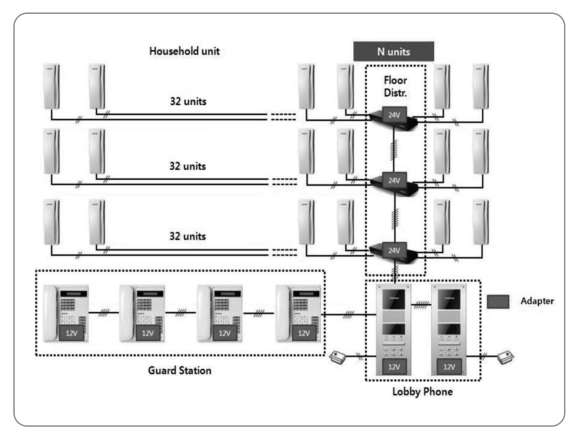 Household unit
N units
Floor
Distr.
32 units
24V
32 units
24V
32 units
24V
12V
12V
12V
12V
Guard Station
12V
12V
Lobby Phone
Adapter